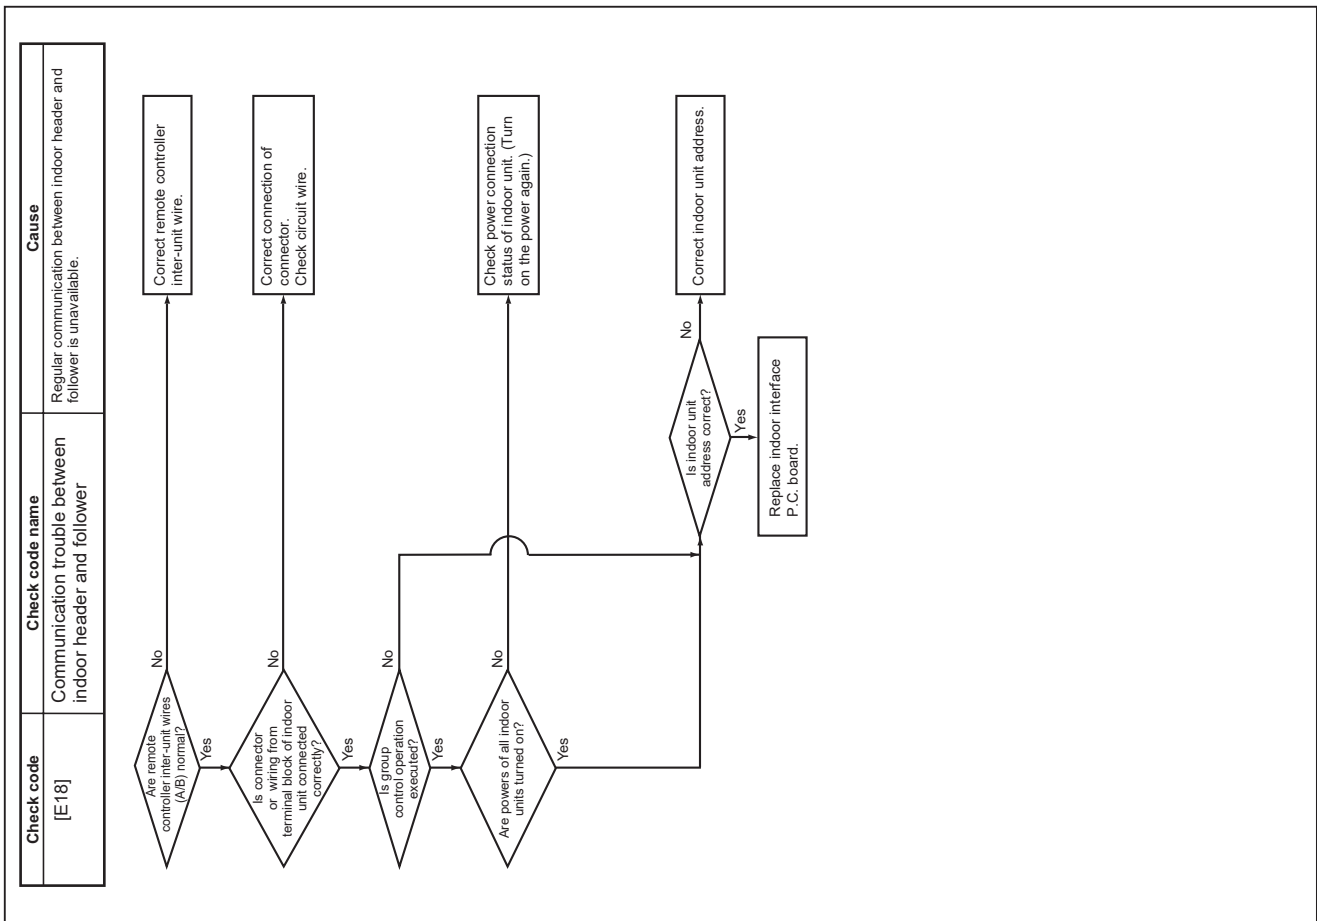 Check code
Check code name
Cause
[E18]
Communication trouble between
indoor header and follower
Regular communication between indoor header and
follower is unavailable.
Are remote
controller inter-unit wires
(A/B) normal?
No
Correct remote controller
inter-unit wire.
Yes
Is connector
or wiring from
terminal block of indoor
unit connected
correctly?
No
Correct connection of
connector.
Check circuit wire.
Yes
Is group
control operation
executed?
No
Yes
Are powers of all indoor
units turned on?
No
Check power connection
status of indoor unit. (Turn
on the power again.)
Yes
Is indoor unit
address correct?
No
Correct indoor unit address.
Yes
Replace indoor interface
P.C. board.